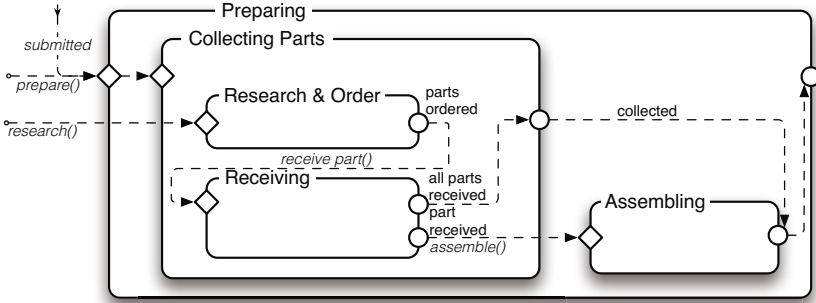 Preparing
submitted
Collecting Parts
prepare()
Research & Order
parts
ordered
collected
research()
receive part()
Receiving
all parts
received
part
received
assemble()
Assembling